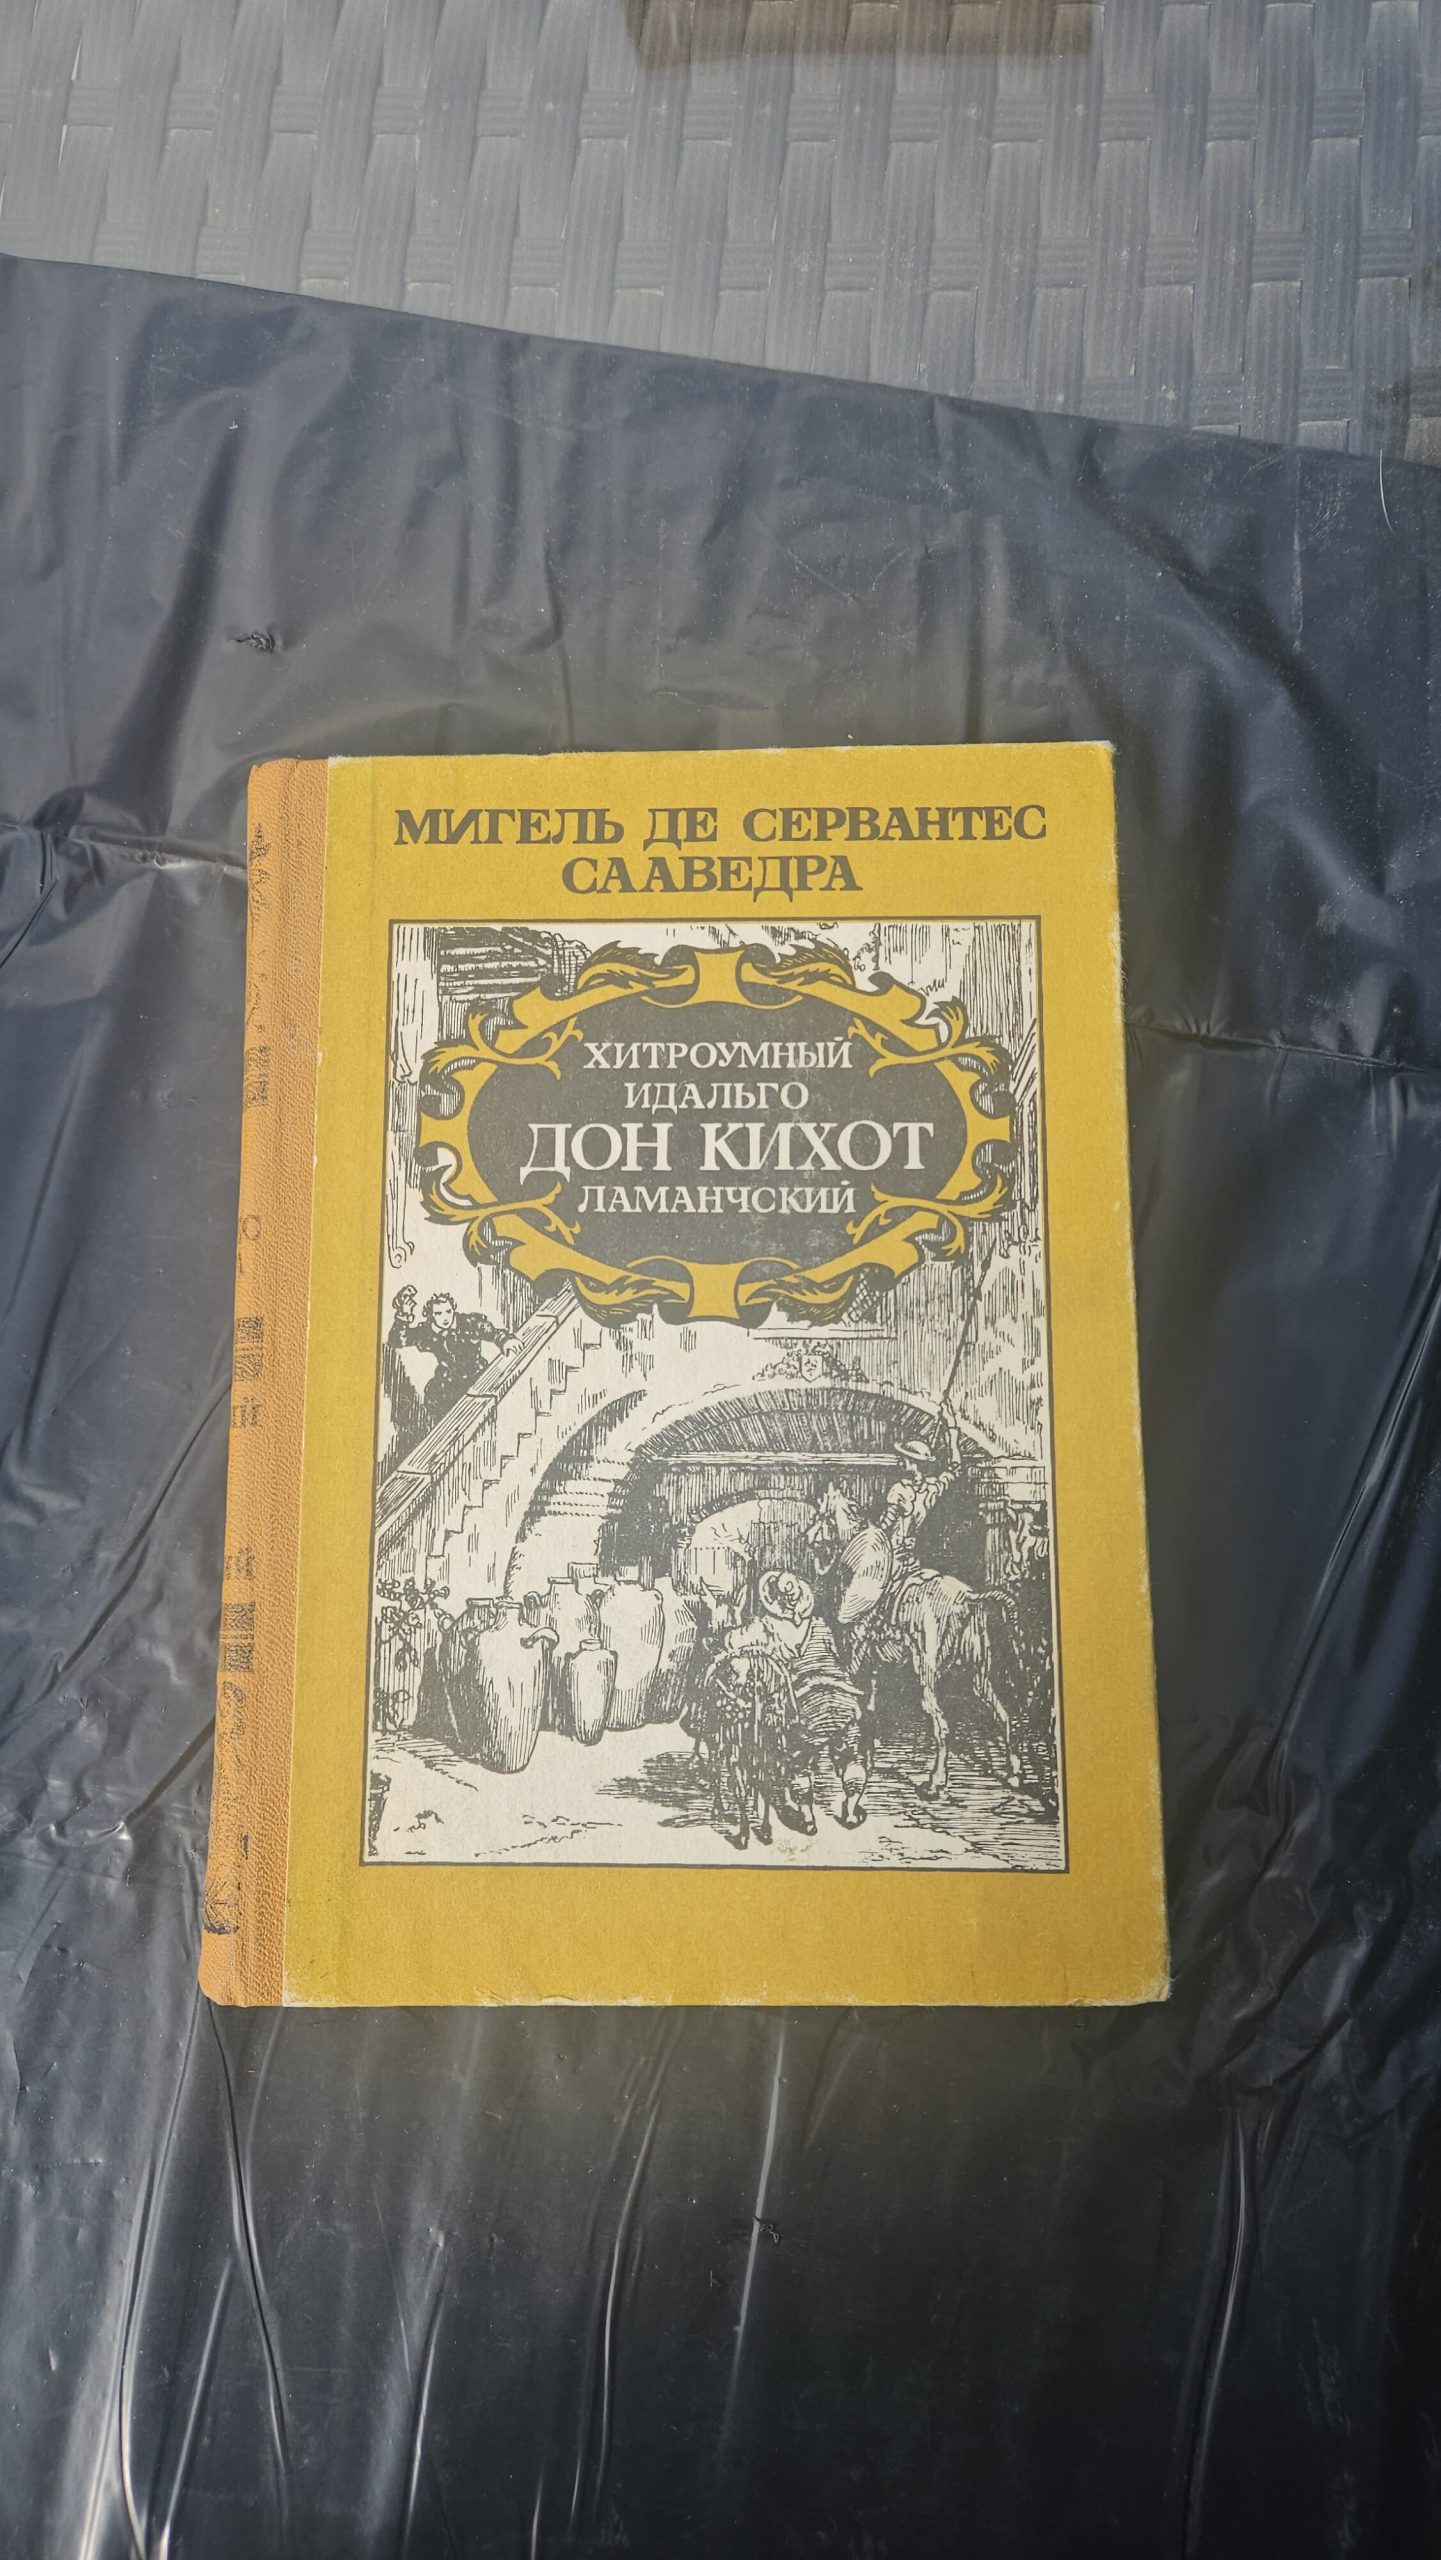 МИГЕЛЬ ДЕ СЕРВАНТЕС
СААВЕДРА
ХИТРОУМНЫЙ
ИДАЛЬГО
ДОН КИХОТ
ЛАМАНЧСКИЙ